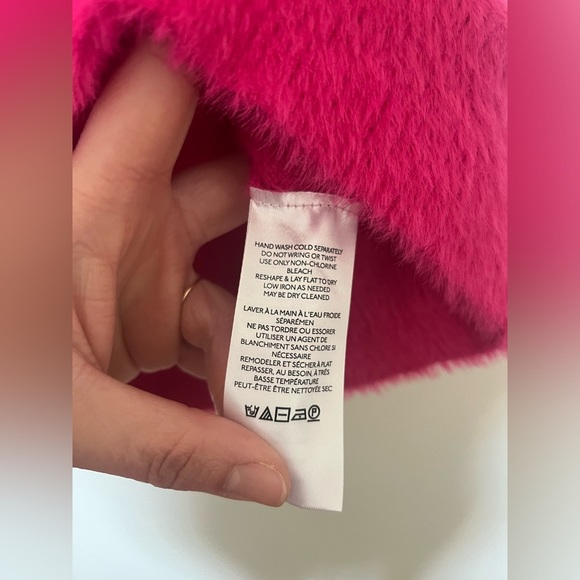 HAND WASH COLD SEPARATELY
DO NOT WRING OR TWIST
USE ONLY NON-CHLORINE
BLEACH
RESHAPE & LAY FLAT TO DRY
LOW IRON AS NEEDED
MAY BE DRY CLEANED
LAVER À LA MAIN À L'EAU FROIDE
SÉPARÉMEN
NE PAS TORDRE OU ESSORER
UTILISER UN AGENT DE
BLANCHIMENT SANS CHLORE SI
NÉCESSAIRE
REMODELER ET SÉCHER À PLAT
REPASSER, AU BESOIN, À TRÈS
BASSE TEMPÉRATURE
PEUT-ÊTRE ÊTRE NETTOYÉE SEC